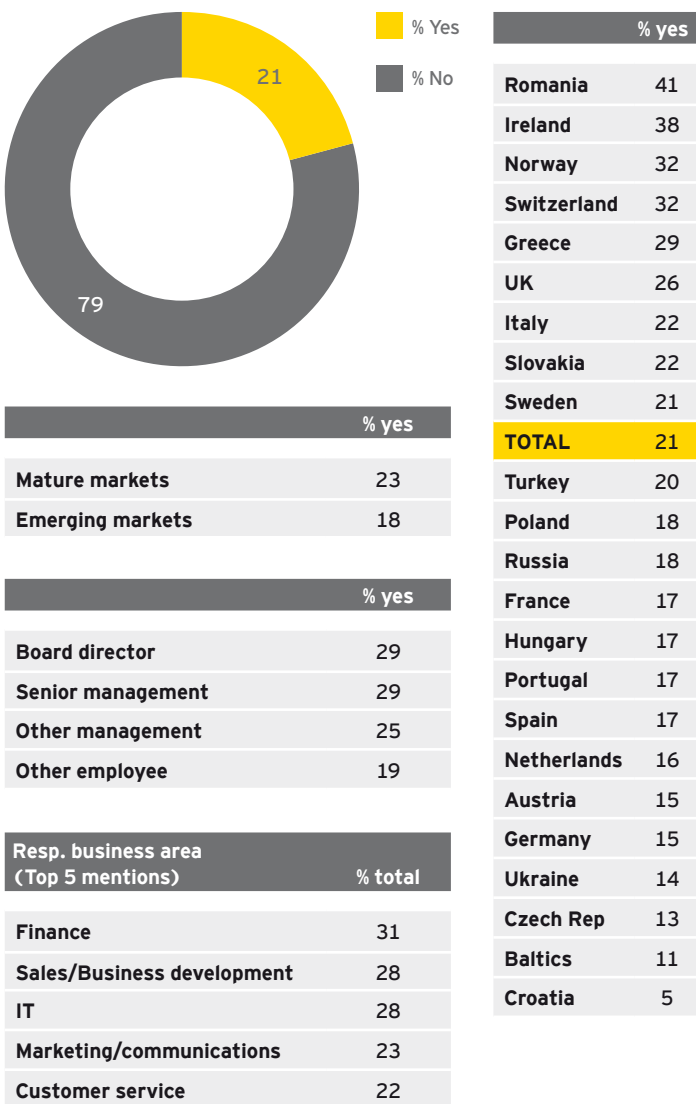 21
79
% Yes
% No
% yes
Mature markets 23
Emerging markets 18
% yes
Board director 29
Senior management 29
Other management 25
Other employee 19
Resp. business area
(Top 5 mentions) % total
Finance 31
Sales/Business development 28
IT 28
Marketing/communications 23
Customer service 22
% yes
Romania 41
Ireland 38
Norway 32
Switzerland 32
Greece 29
UK 26
Italy 22
Slovakia 22
Sweden 21
TOTAL 21
Turkey 20
Poland 18
Russia 18
France 17
Hungary 17
Portugal 17
Spain 17
Netherlands 16
Austria 15
Germany 15
Ukraine 14
Czech Rep 13
Baltics 11
Croatia 5